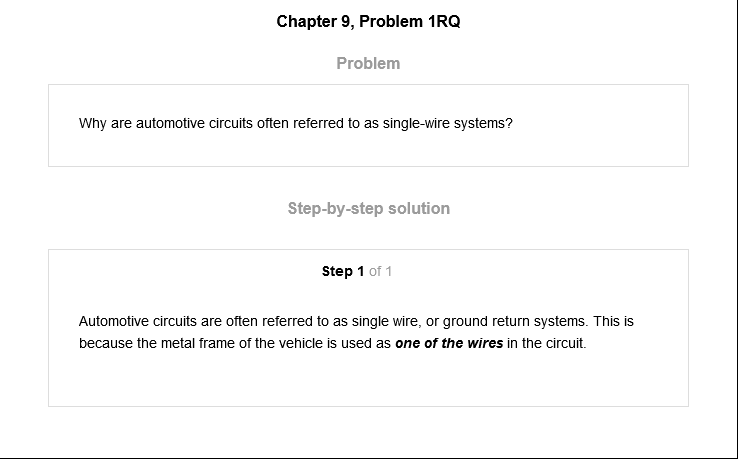 Chapter 9, Problem 1RQ
Problem
Why are automotive circuits often referred to as single-wire systems?
Step-by-step solution
Step 1 of 1
Automotive circuits are often referred to as single wire, or ground return systems. This is
because the metal frame of the vehicle is used as one of the wires in the circuit.